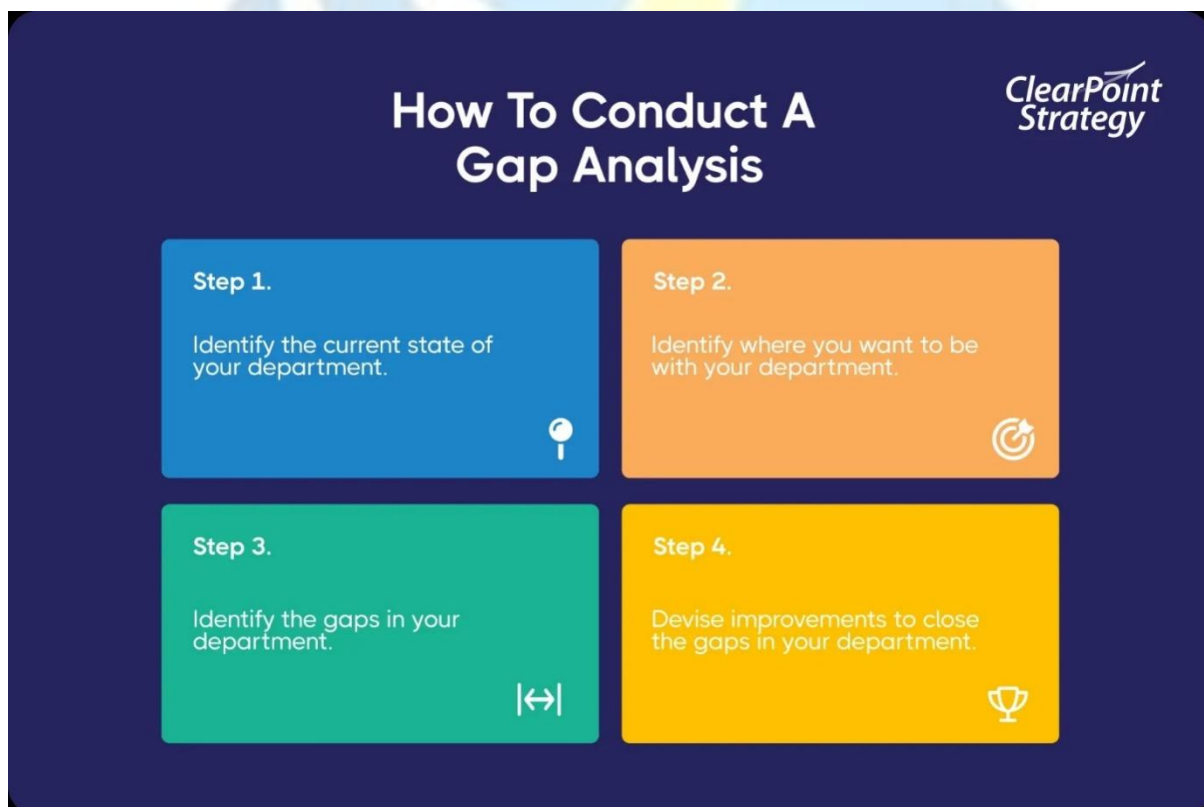 How To Conduct A
Gap Analysis
ClearPoint
Strategy
Step 1.
Identify the current state of
your department.
Step 2.
Identify where you want to be
with your department.
Step 3.
Identify the gaps in your
department.
Step 4.
Devise improvements to close
the gaps in your department.